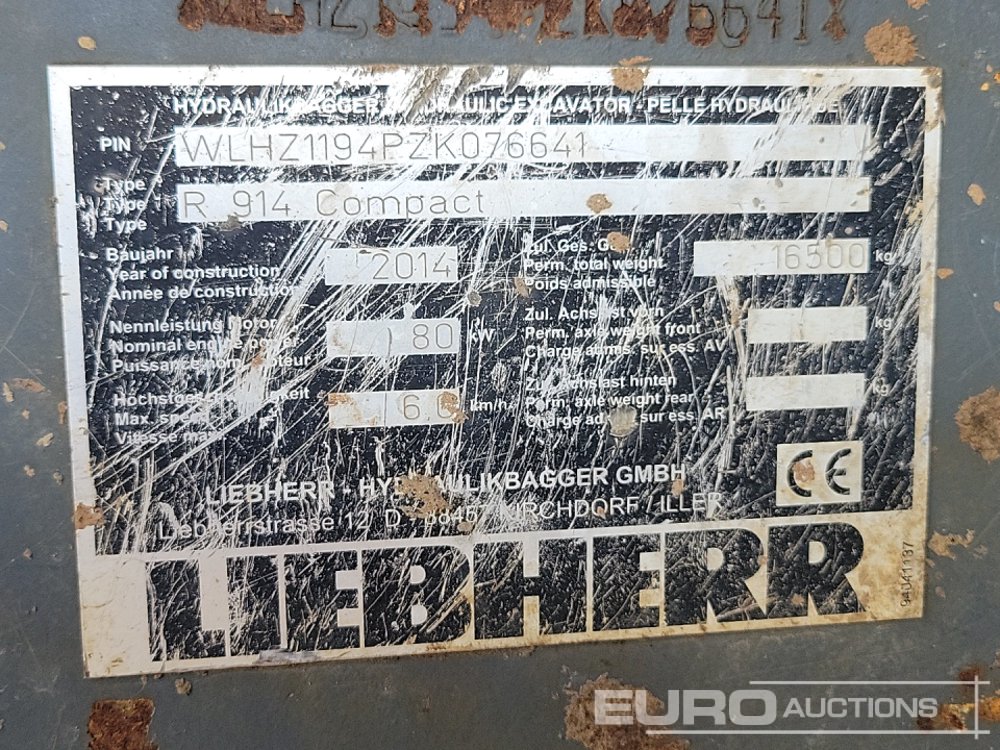 HYDRAULIKBAGGER - HYDRAULIC EXCAVATOR - PELLE HYDRAULIQUE
PIN WLHZ1194PZK076641
Type
Type R 914 Compact
Type
Baujahr
Year of construction 2014
Année de construction
Zul. Ges. Gew.
Perm. total weight 16500 kg
Poids admissible
Nennleistung Motor
Nominal engine power 80 kW
Puissance nom. moteur
Zul. Achslast vorn
Perm. axle weight front kg
Charge admis. sur ess. AV
Höchstgeschwindigkeit
Max. speed 6. km/h
Vitesse max.
Zul. Achslast hinten
Perm. axle weight rear kg
Charge ad sur ess. AR
CE
LIEBHERR - HYDRAULIKBAGGER GMBH
Liebherrstrasse 12 D - 88457 KIRCHDORF / ILLER
LIEBHERR
94041187
EURO AUCTIONS